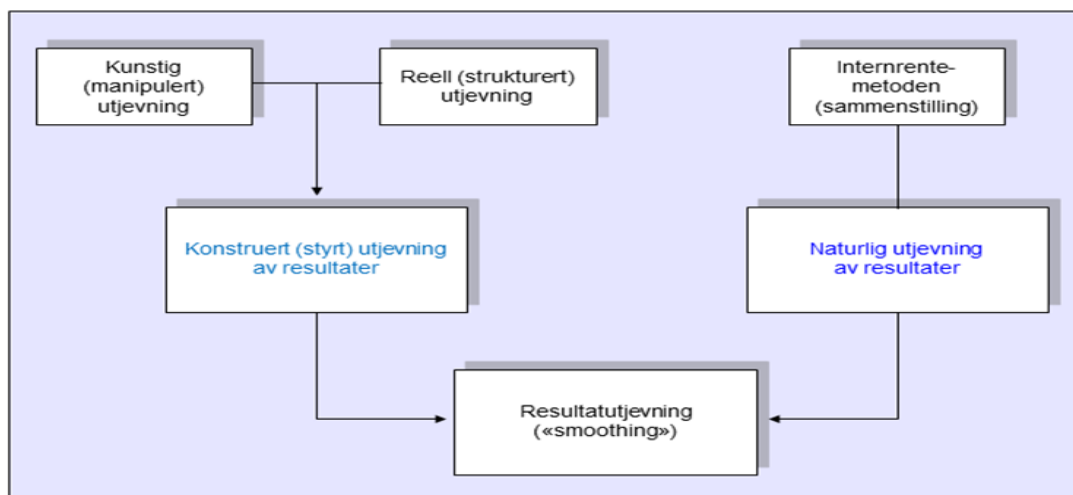 Kunstig
(manipulert)
utjevning
Reell (strukturert)
utjevning
Internrente-
metoden
(sammenstilling)
Konstruert (styrt) utjevning
av resultater
Naturlig utjevning
av resultater
Resultatutjevning
(«smoothing»)